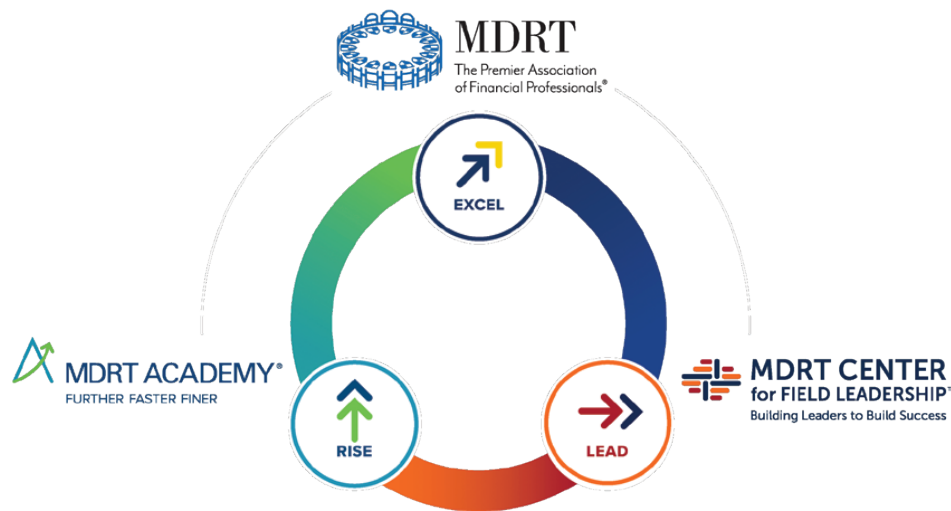 MDRT
The Premier Association
of Financial Professionals®
EXCEL
MDRT ACADEMY®
FURTHER FASTER FINER
RISE
LEAD
MDRT CENTER
for FIELD LEADERSHIP™
Building Leaders to Build Success